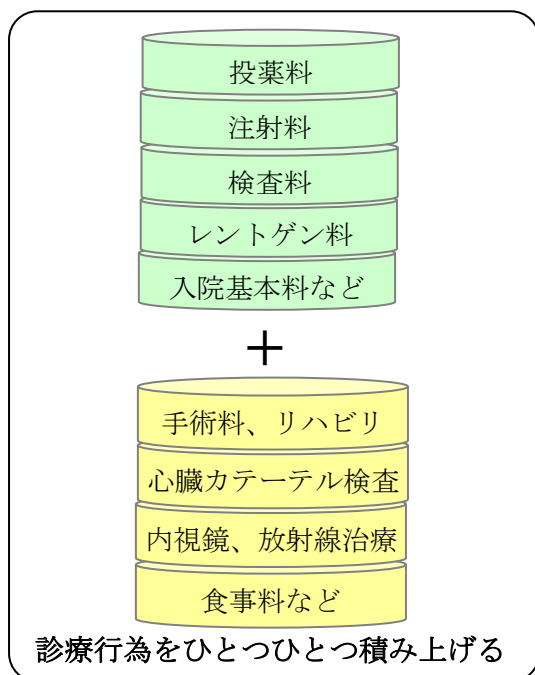 投薬料
注射料
検査料
レントゲン料
入院基本料など
＋
手術料、リハビリ
心臓カテーテル検査
内視鏡、放射線治療
食事料など
診療行為をひとつひとつ積み上げる